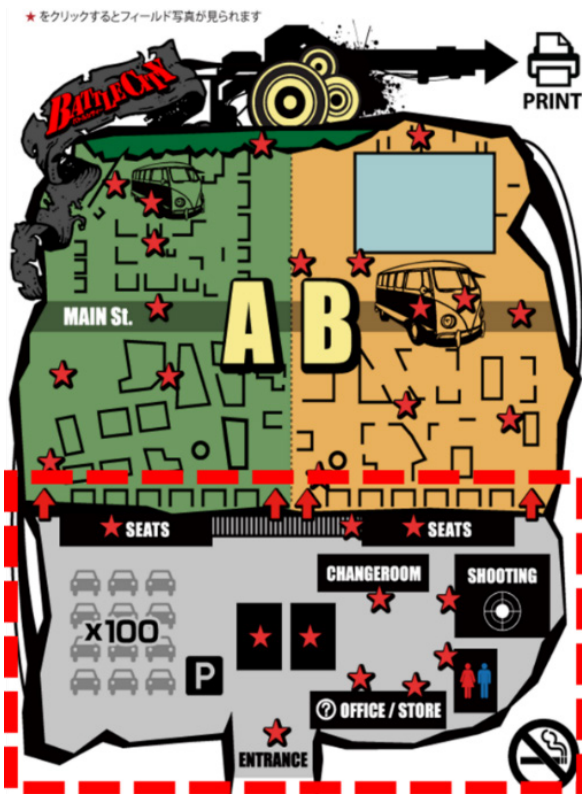 ★をクリックするとフィールド写真が見られます
BATTLE CITY
PRINT
A B
MAIN St.
SEATS
SEATS
CHANGEROOM
SHOOTING
x100
P
? OFFICE / STORE
ENTRANCE